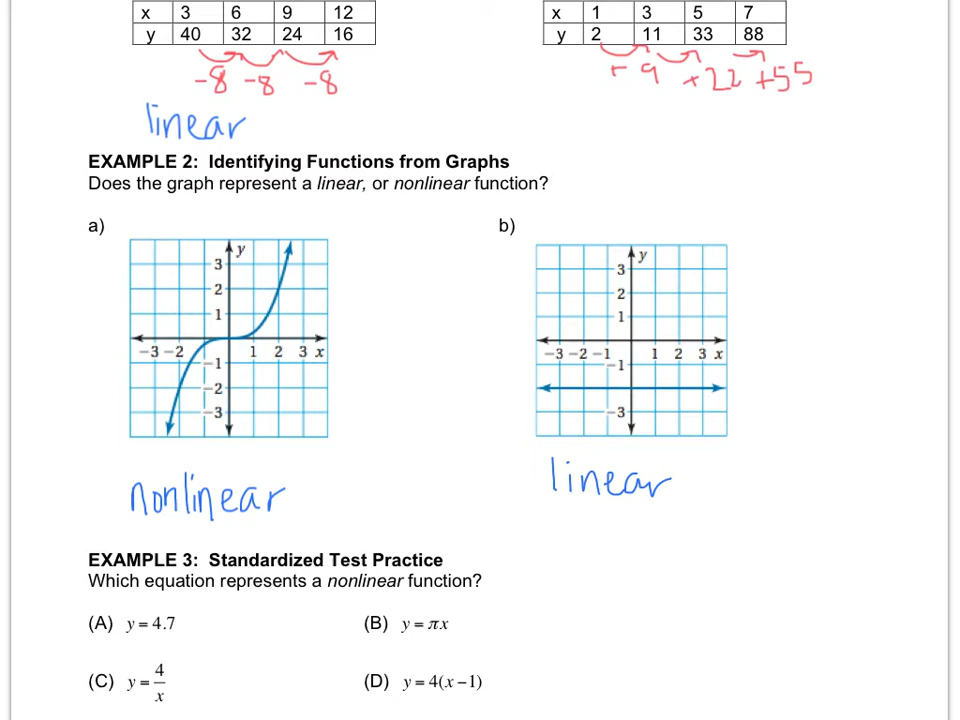 x 3 6 9 12
y 40 32 24 16
x 1 3 5 7
y 2 11 33 88
-8 -8 -8
+9 +22 +55
linear
EXAMPLE 2: Identifying Functions from Graphs
Does the graph represent a linear, or nonlinear function?
a)
y
3
2
1
-3 -2 1 2 3 x
-1
-2
-3
nonlinear
b)
y
3
2
1
-3 -2 -1 1 2 3 x
-1
-3
linear
EXAMPLE 3: Standardized Test Practice
Which equation represents a nonlinear function?
(A) y = 4.7
(B) y = πx
(C) y = 4/x
(D) y = 4(x – 1)